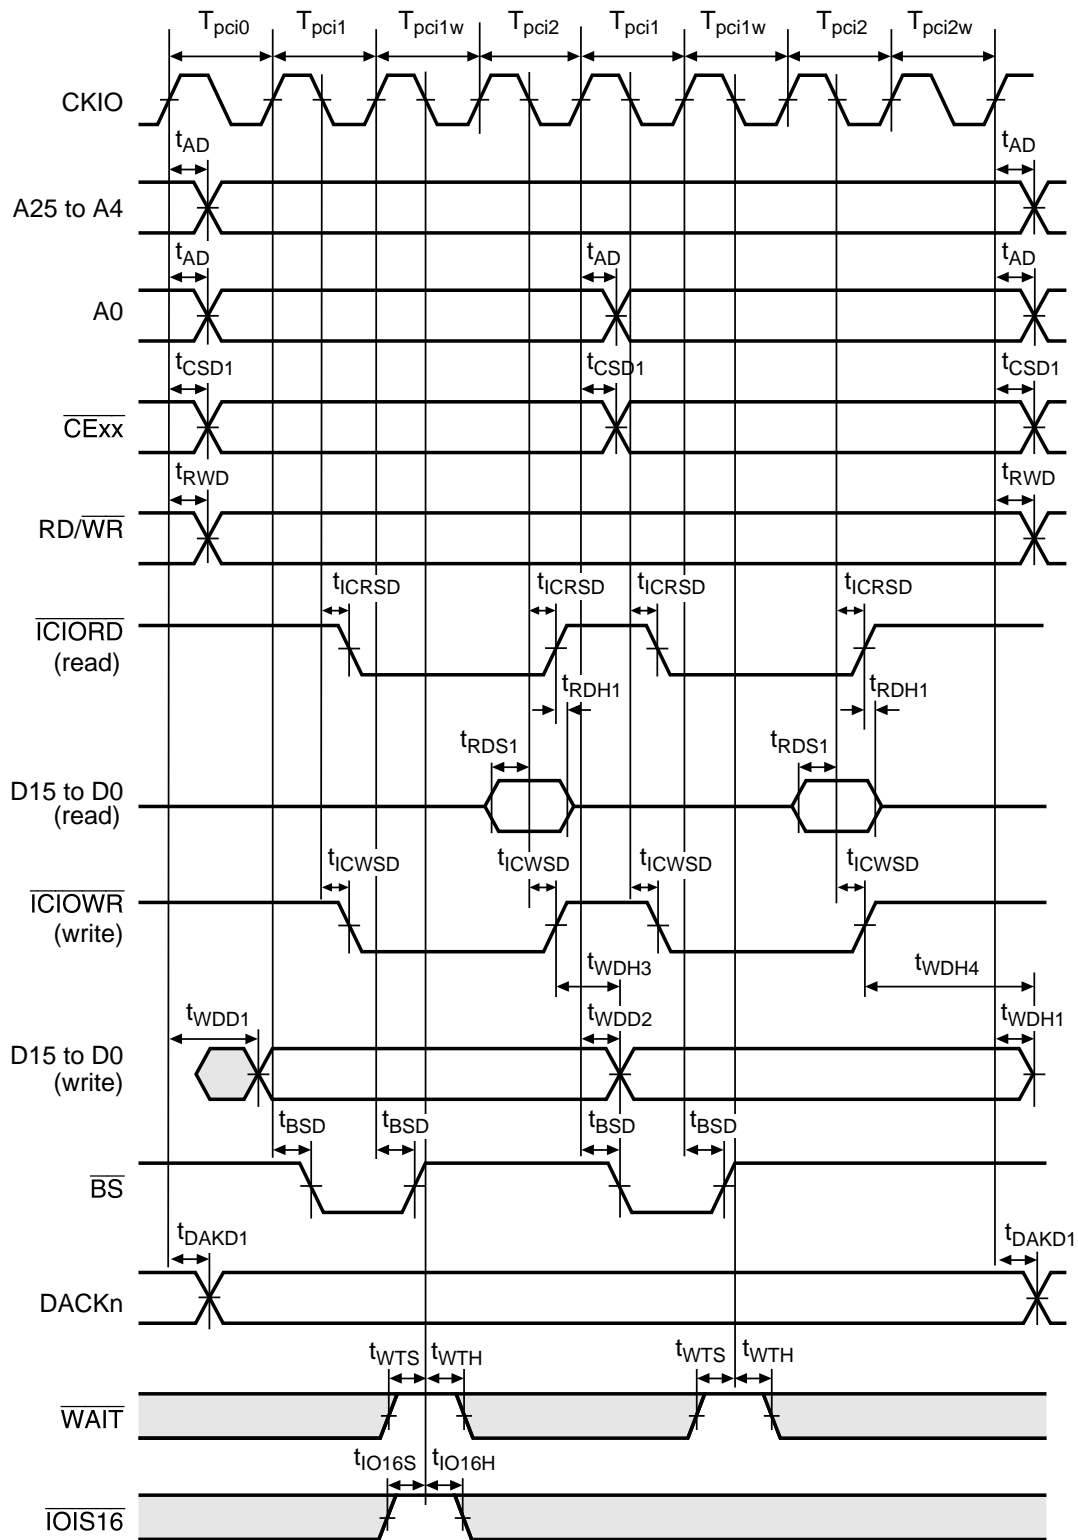 Tpci0 Tpci1 Tpci1w Tpci2 Tpci1 Tpci1w Tpci2 Tpci2w
CKIO
tAD tAD
A25 to A4
tAD tAD tAD
A0
tCSD1 tCSD1 tCSD1
CExx
tRWD tRWD
RD/WR
tICRSD tICRSD tICRSD tICRSD
ICIORD
(read)
tRDH1 tRDH1
tRDS1 tRDS1
D15 to D0
(read)
tICWSD tICWSD tICWSD tICWSD
ICIOWR
(write)
tWDH3 tWDH4
tWDD1 tWDD2 tWDH1
D15 to D0
(write)
tBSD tBSD tBSD tBSD
BS
tDAKD1 tDAKD1
DACKn
tWTS tWTH tWTS tWTH
WAIT
tIO16S tIO16H
IOIS16